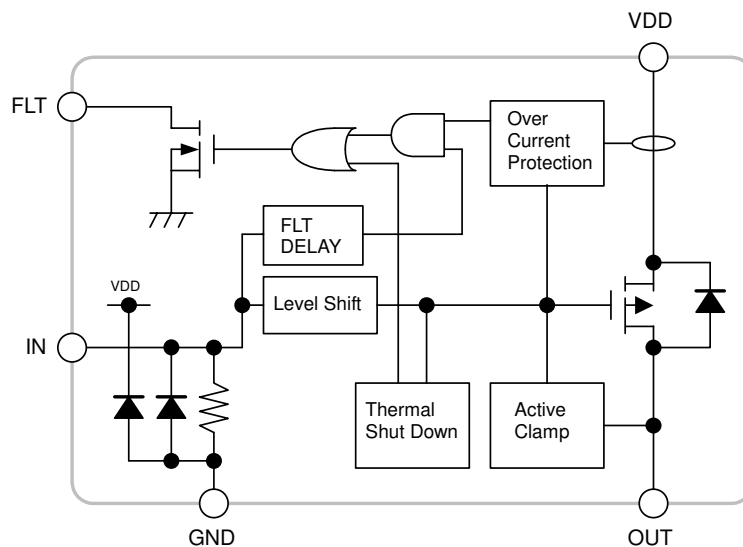 VDD
FLT
Over
Current
Protection
FLT
DELAY
VDD
Level Shift
IN
Thermal
Shut Down
Active
Clamp
GND
OUT